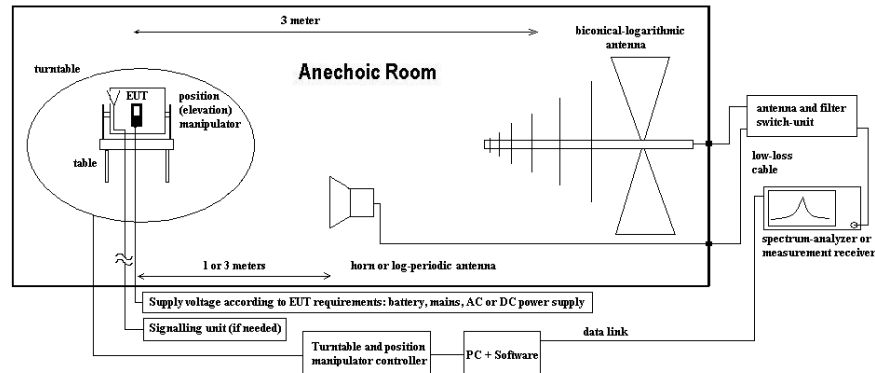 3 meter
biconical-logarithmic
antenna
turntable
Anechoic Room
EUT
position
(elevation)
manipulator
antenna and filter
switch-unit
table
low-loss
cable
spectrum-analyzer or
measurement receiver
1 or 3 meters
horn or log-periodic antenna
Supply voltage according to EUT requirements: battery, mains, AC or DC power supply
Signalling unit (if needed)
data link
Turntable and position
manipulator controller
PC + Software